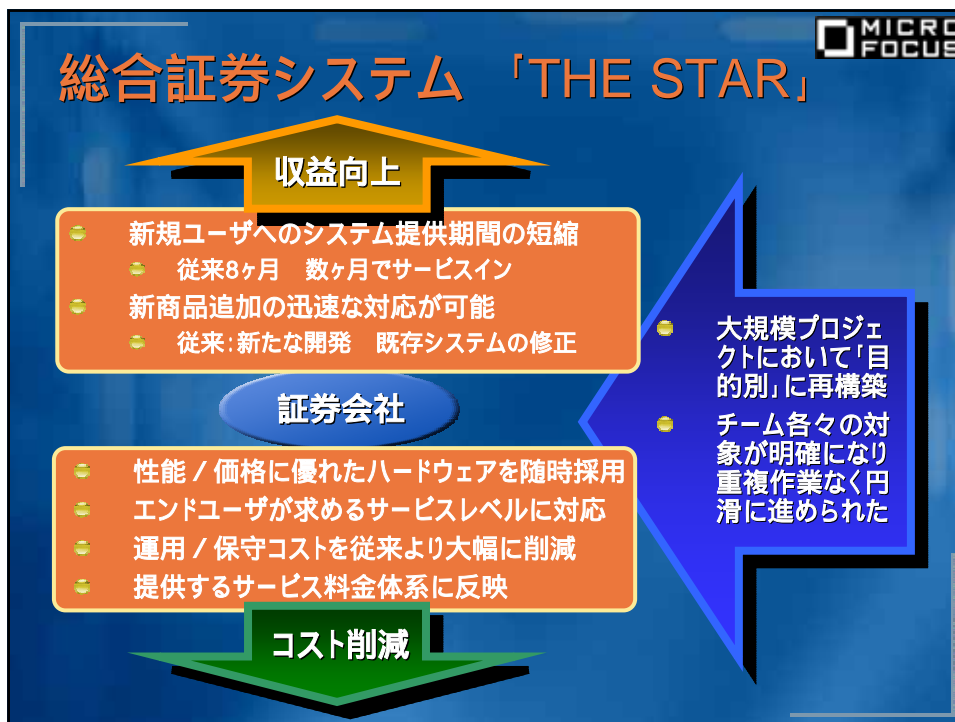 MICRO
FOCUS
総合証券システム 「THE STAR」
収益向上
新規ユーザへのシステム提供期間の短縮
従来8ヶ月 数ヶ月でサービスイン
新商品追加の迅速な対応が可能
従来:新たな開発 既存システムの修正
証券会社
性能/価格に優れたハードウェアを随時採用
エンドユーザが求めるサービスレベルに対応
運用/保守コストを従来より大幅に削減
提供するサービス料金体系に反映
コスト削減
大規模プロジェ
クトにおいて「目
的別」に再構築
チーム各々の対
象が明確になり
重複作業なく円
滑に進められた